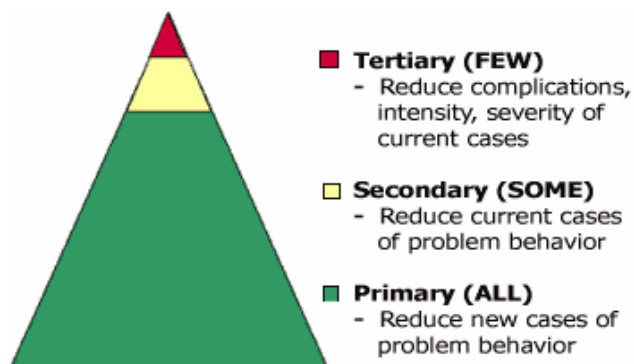 Tertiary (FEW)
- Reduce complications,
intensity, severity of
current cases
Secondary (SOME)
- Reduce current cases
of problem behavior
Primary (ALL)
- Reduce new cases of
problem behavior